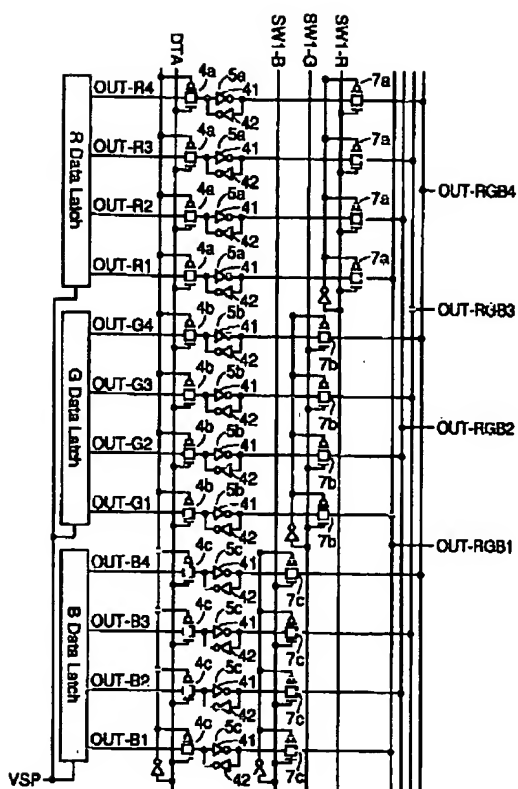 DTA
SW1-B
SW1-G
SW1-R
R Data Latch
OUT-R4
4a
5a
41
42
7a
OUT-R3
4a
5a
41
42
7a
OUT-RGB4
OUT-R2
4a
5a
41
42
7a
OUT-R1
4a
5a
41
42
7a
OUT-RGB3
G Data Latch
OUT-G4
4b
5b
41
42
7b
OUT-G3
4b
5b
41
42
7b
OUT-RGB2
OUT-G2
4b
5b
41
42
7b
OUT-G1
4b
5b
41
42
7b
OUT-RGB1
B Data Latch
OUT-B4
4c
5c
41
42
7c
OUT-B3
4c
5c
41
42
7c
OUT-B2
4c
5c
41
42
7c
OUT-B1
4c
5c
41
42
7c
VSP